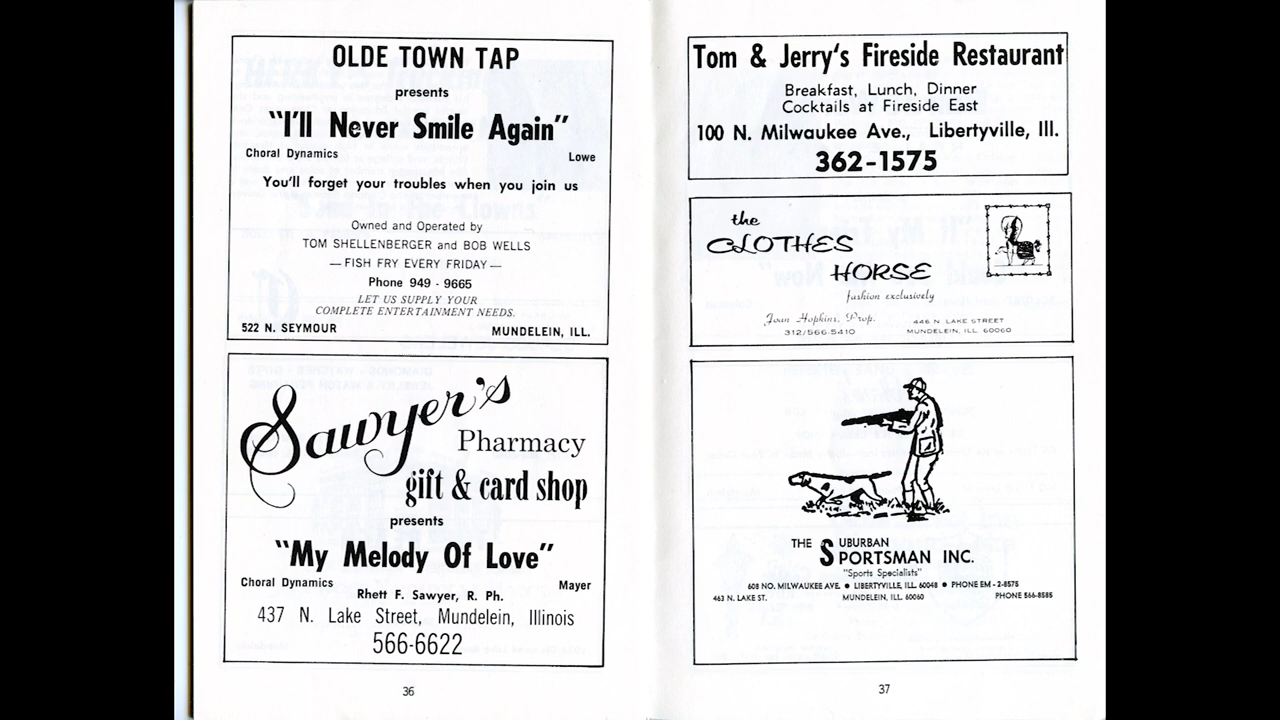 OLDE TOWN TAP
presents
"I'll Never Smile Again"
Choral Dynamics Lowe
You'll forget your troubles when you join us
Owned and Operated by
TOM SHELLENBERGER and BOB WELLS
—FISH FRY EVERY FRIDAY—
Phone 949 - 9665
LET US SUPPLY YOUR
COMPLETE ENTERTAINMENT NEEDS.
522 N. SEYMOUR MUNDELEIN, ILL.
Sawyer's
Pharmacy
gift & card shop
presents
"My Melody Of Love"
Choral Dynamics Mayer
Rhett F. Sawyer, R. Ph.
437 N. Lake Street, Mundelein, Illinois
566-6622
36
Tom & Jerry's Fireside Restaurant
Breakfast, Lunch, Dinner
Cocktails at Fireside East
100 N. Milwaukee Ave., Libertyville, Ill.
362-1575
the
CLOTHES
HORSE
fashion exclusively
Joan Hopkins, Prop. 446 N. LAKE STREET
312/566-5410 MUNDELEIN, ILL. 60060
THE SUBURBAN
SPORTSMAN INC.
"Sports Specialists"
608 NO. MILWAUKEE AVE. ● LIBERTYVILLE, ILL. 60048 ● PHONE EM - 2-8575
463 N. LAKE ST. MUNDELEIN, ILL. 60060 PHONE 566-8585
37